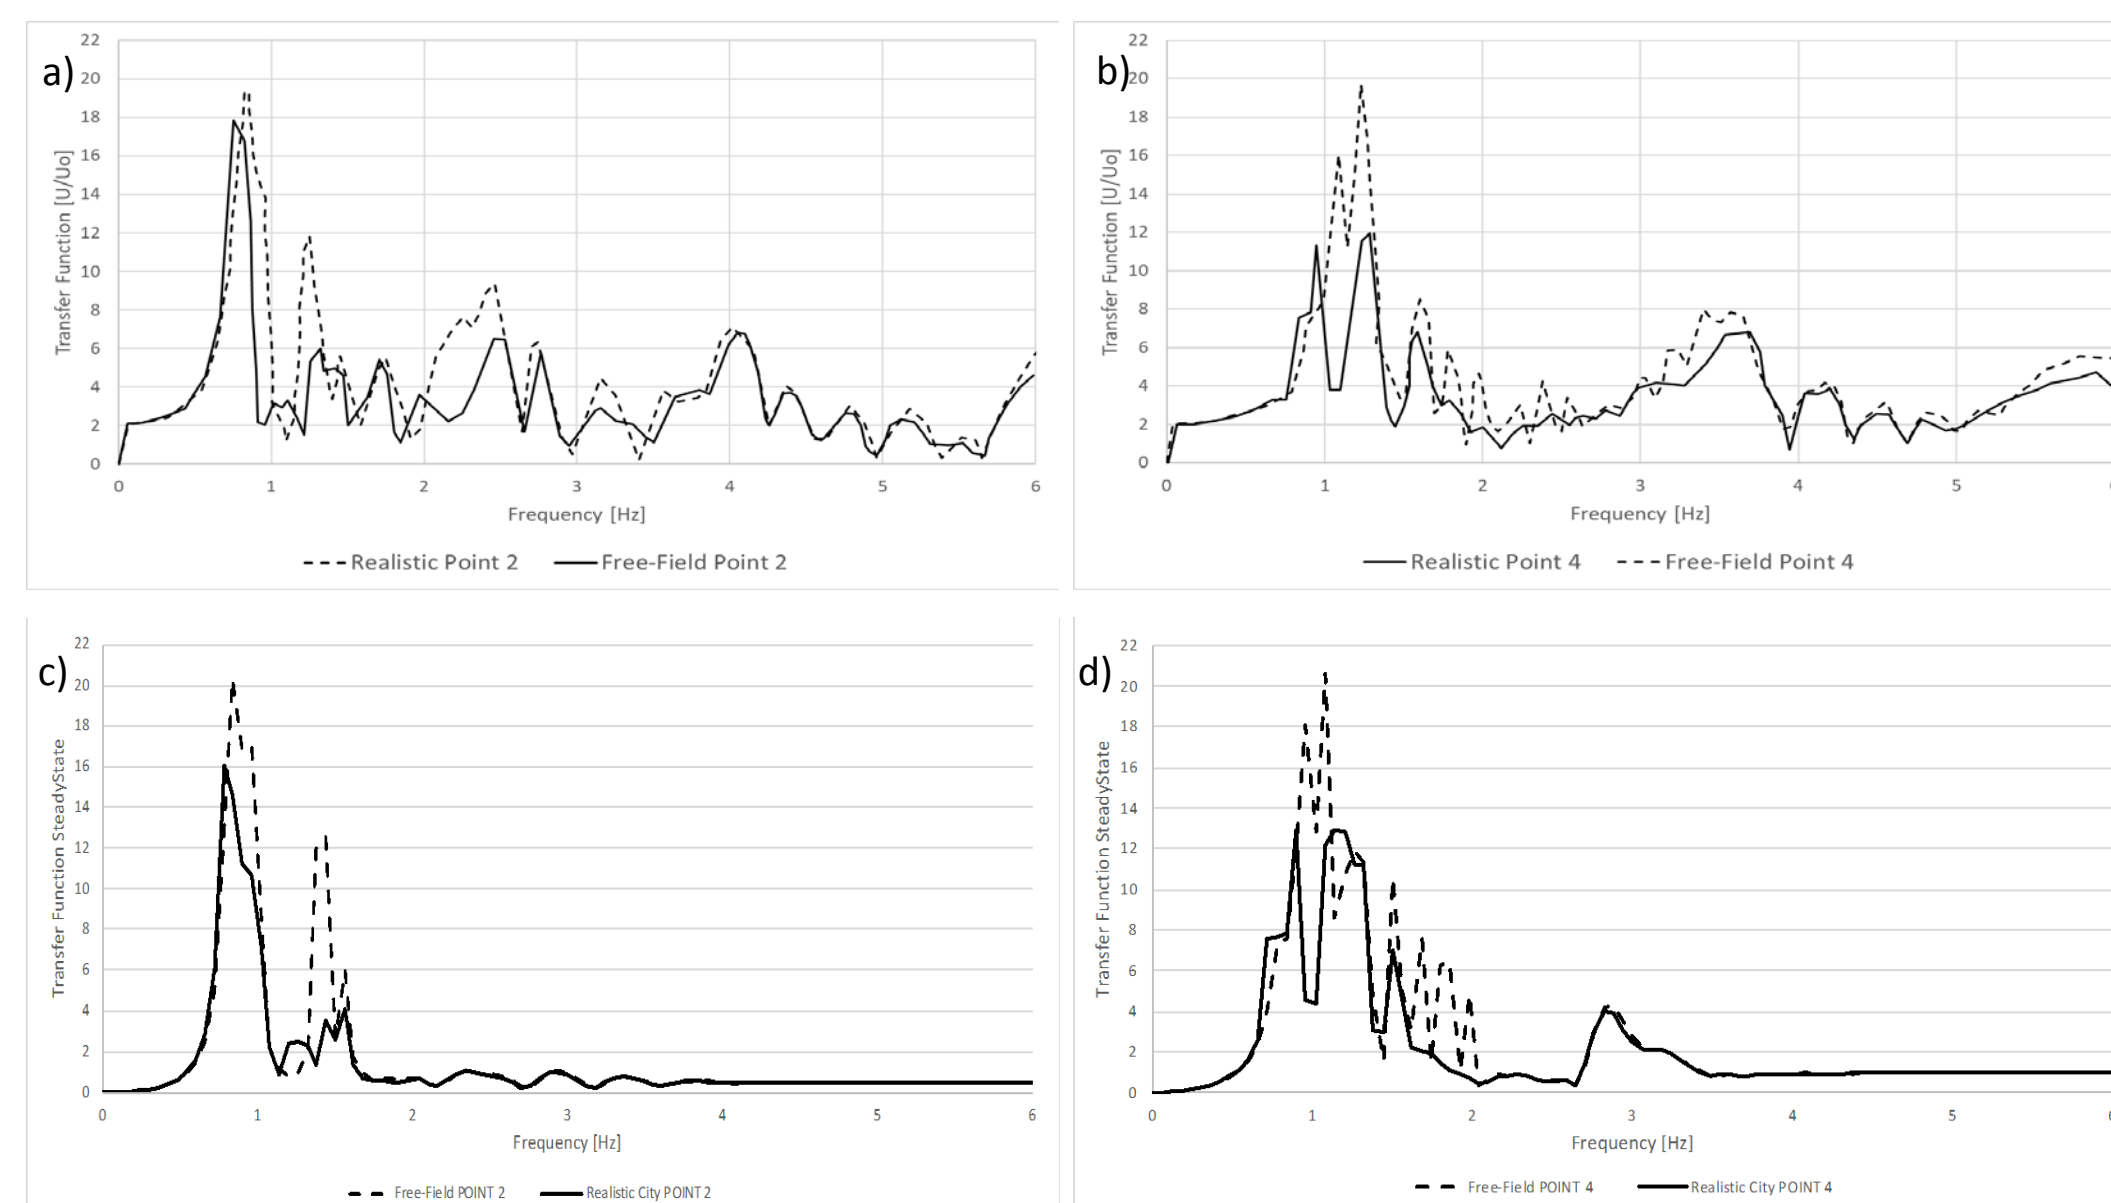 a)
22
20
18
16
14
12
10
8
6
4
2
0
Transfer Function [U/Uo]
0 1 2 3 4 5 6
Frequency [Hz]
Realistic Point 2 Free-Field Point 2
b)
22
20
18
16
14
12
10
8
6
4
2
0
Transfer Function [U/Uo]
0 1 2 3 4 5
Frequency [Hz]
Realistic Point 4 Free-Field Point 4
c)
22
20
18
16
14
12
10
8
6
4
2
0
Transfer Function SteadyState
0 1 2 3 4 5 6
Frequency [Hz]
Free-Field POINT 2 Realistic City POINT 2
d)
22
20
18
16
14
12
10
8
6
4
2
0
Transfer Function SteadyState
0 1 2 3 4 5
Frequency [Hz]
Free-Field POINT 4 Realistic City POINT 4